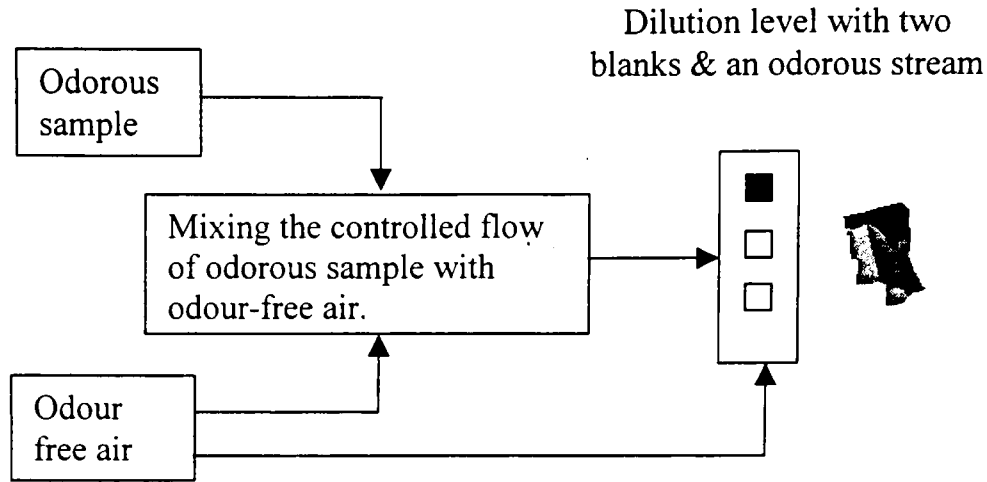 Dilution level with two
blanks & an odorous stream
Odorous
sample
Mixing the controlled flow
of odorous sample with
odour-free air.
Odour
free air